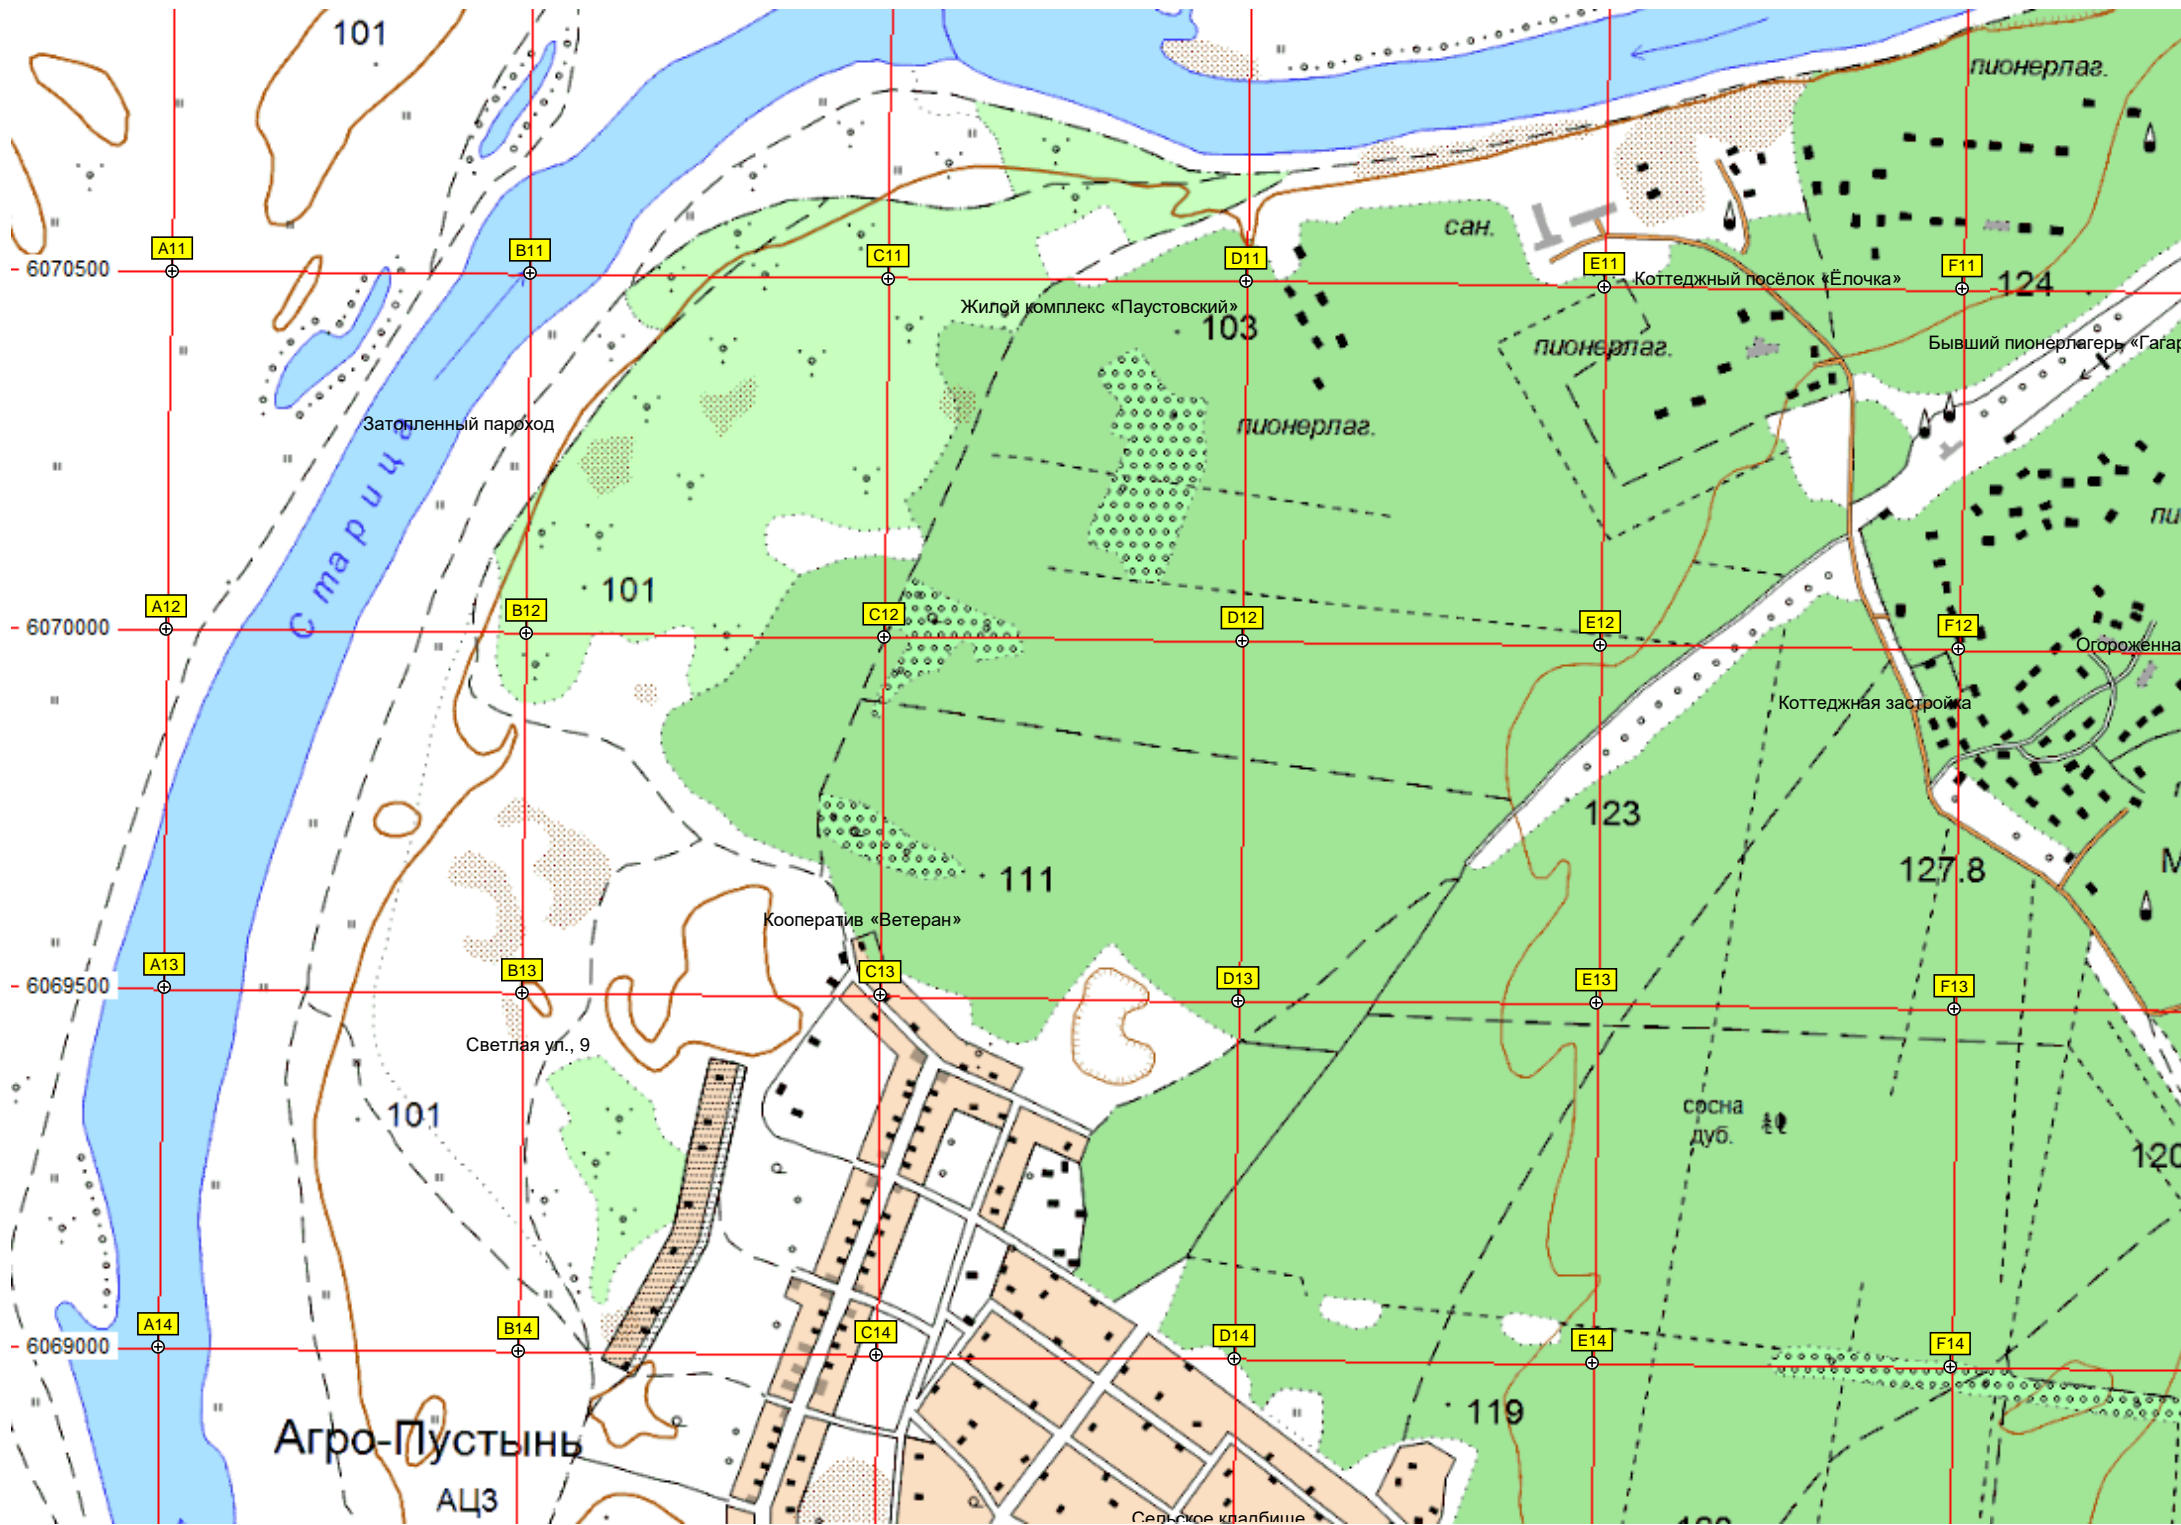 101
пионерлаг.
сан.
A11
B11
C11
D11
E11
F11
6070500
Коттеджный посёлок «Ёлочка»
124
Жилой комплекс «Паустовский»
103
пионерлаг.
Бывший пионерлагерь «Гагар
Затопленный пароход
пионерлаг.
Старица
пи
101
A12
B12
C12
D12
E12
F12
6070000
Огороженна
Коттеджная застройка
123
127.8
М
111
Кооператив «Ветеран»
A13
B13
C13
D13
E13
F13
6069500
Светлая ул., 9
101
сосна
дуб.
120
A14
B14
C14
D14
E14
F14
6069000
119
Агро-Пустынь
АЦЗ
Сельское кладбище